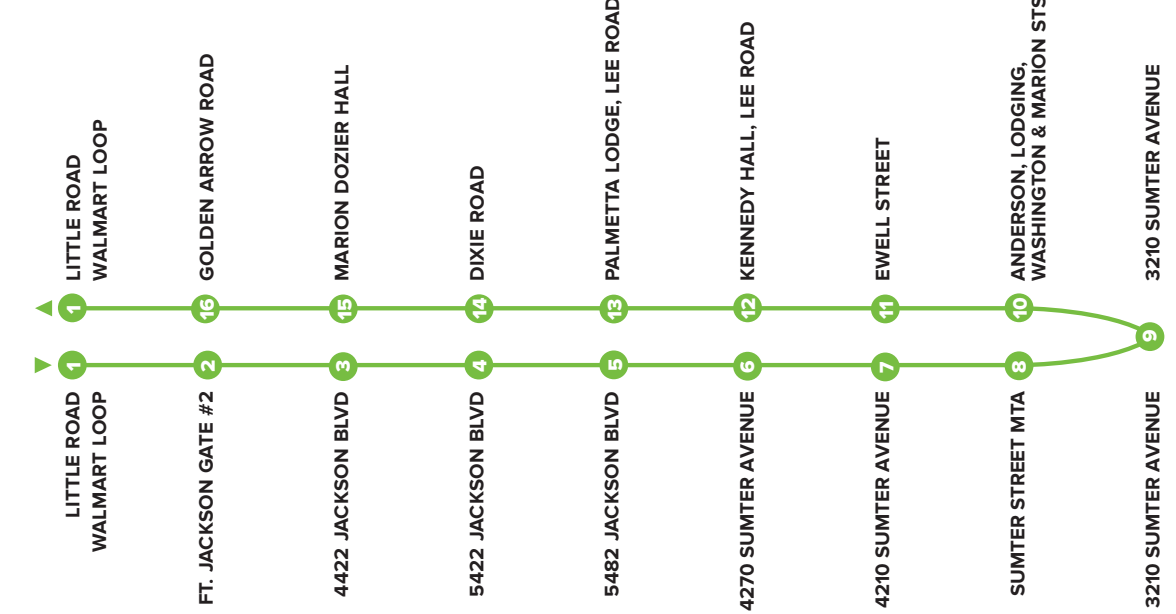 LITTLE ROAD
WALMART LOOP
GOLDEN ARROW ROAD
MARION DOZIER HALL
DIXIE ROAD
PALMETTA LODGE, LEE ROAD
KENNEDY HALL, LEE ROAD
EWELL STREET
ANDERSON, LODGING,
WASHINGTON & MARION STS
3210 SUMTER AVENUE
1
16
15
14
13
12
11
10
9
1
2
3
4
5
6
7
8
LITTLE ROAD
WALMART LOOP
FT. JACKSON GATE #2
4422 JACKSON BLVD
5422 JACKSON BLVD
5482 JACKSON BLVD
4270 SUMTER AVENUE
4210 SUMTER AVENUE
SUMTER STREET MTA
3210 SUMTER AVENUE